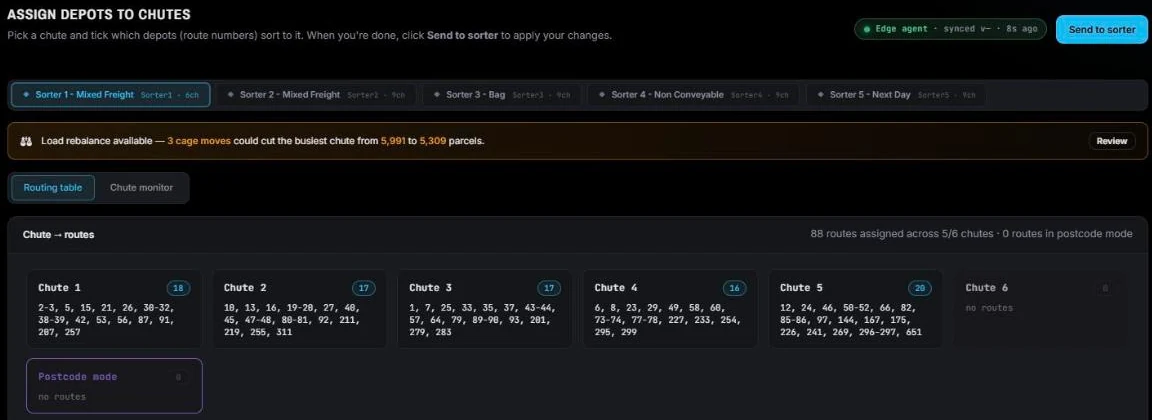 ASSIGN DEPOTS TO CHUTES
Pick a chute and tick which depots (route numbers) sort to it. When you're done, click Send to sorter to apply your changes.
Edge agent · synced v— · 8s ago
Send to sorter
Sorter 1 - Mixed Freight Sorter1 · 6ch
Sorter 2 - Mixed Freight Sorter2 · 9ch
Sorter 3 - Bag Sorter3 · 9ch
Sorter 4 - Non Conveyable Sorter4 · 9ch
Sorter 5 - Next Day Sorter5 · 9ch
Load rebalance available — 3 cage moves could cut the busiest chute from 5,991 to 5,309 parcels.
Review
Routing table
Chute monitor
Chute → routes
88 routes assigned across 5/6 chutes · 0 routes in postcode mode
Chute 1 18
2-3, 5, 15, 21, 26, 30-32,
38-39, 42, 53, 56, 87, 91,
207, 257
Chute 2 17
10, 13, 16, 19-20, 27, 40,
45, 47-48, 80-81, 92, 211,
219, 255, 311
Chute 3 17
1, 7, 25, 33, 35, 37, 43-44,
57, 64, 79, 89-90, 93, 201,
279, 283
Chute 4 16
6, 8, 23, 29, 49, 58, 60,
73-74, 77-78, 227, 233, 254,
295, 299
Chute 5 20
12, 24, 46, 50-52, 66, 82,
85-86, 97, 144, 167, 175,
226, 241, 269, 296-297, 651
Chute 6 0
no routes
Postcode mode 0
no routes